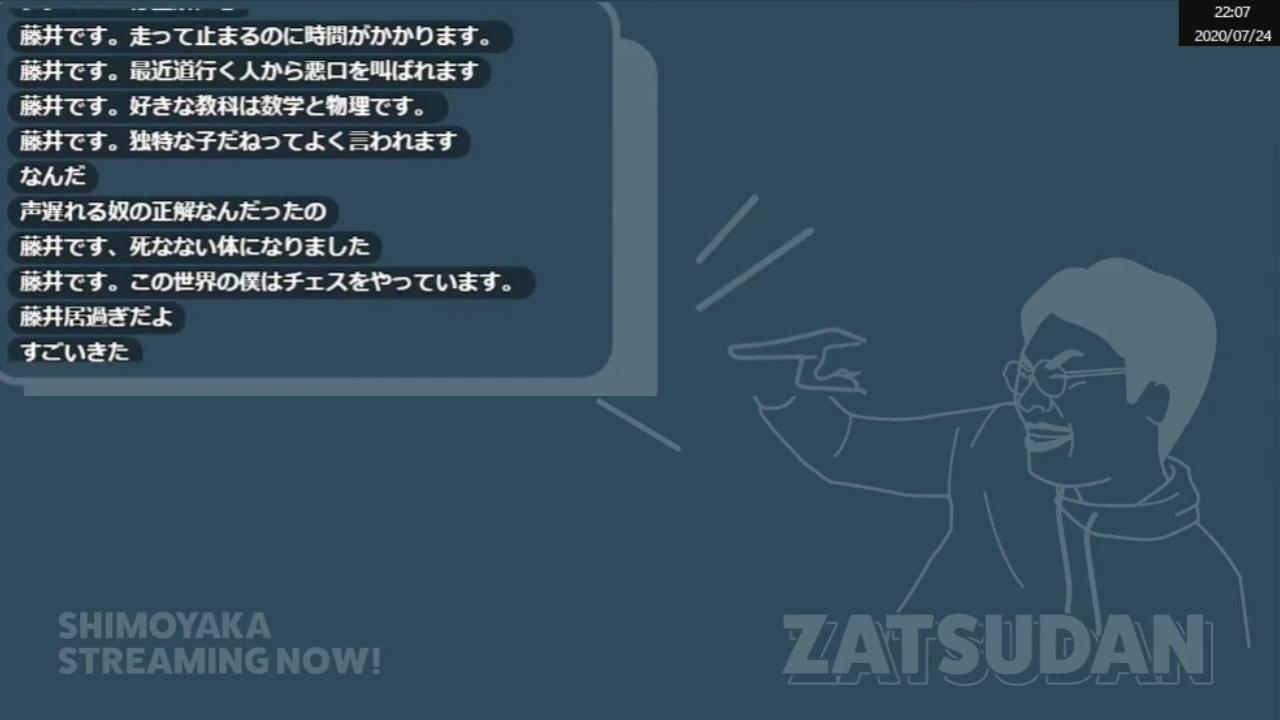 22:07
2020/07/24
藤井です。走って止まるのに時間がかかります。
藤井です。最近道行く人から悪口を叫ばれます
藤井です。好きな教科は数学と物理です。
藤井です。独特な子だねってよく言われます
なんだ
声遅れる奴の正解なんだったの
藤井です、死なない体になりました
藤井です。この世界の僕はチェスをやっています。
藤井居過ぎだよ
すごいきた
SHIMOYAKA
STREAMING NOW!
ZATSUDAN